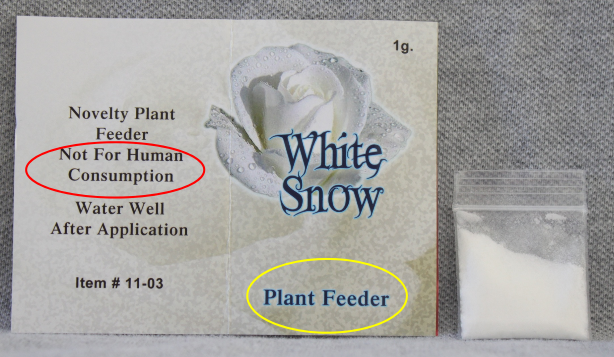 Novelty Plant
Feeder
Not For Human
Consumption
Water Well
After Application
Item # 11-03
1g.
White
Snow
Plant Feeder